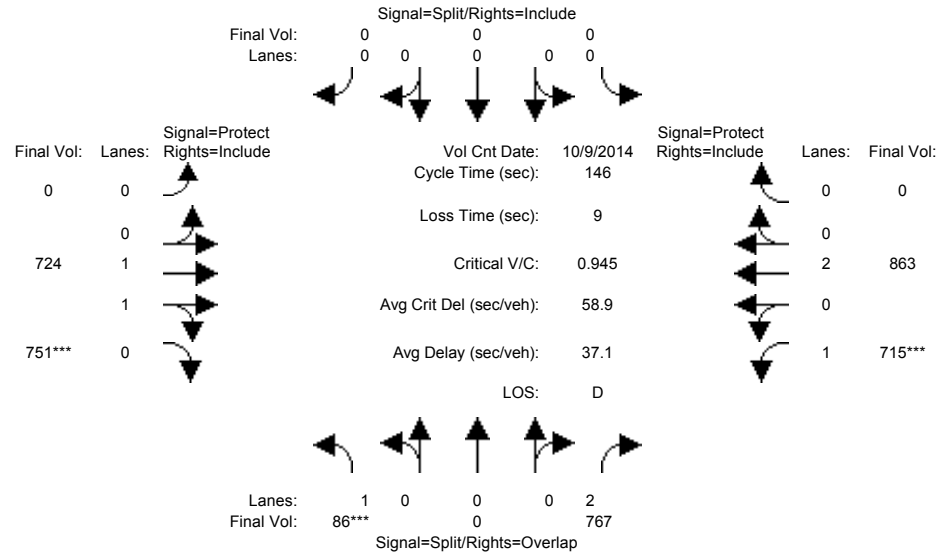 Signal=Split/Rights=Include
Final Vol: 0 0 0
Lanes: 0 0 0 0 0
Signal=Protect Signal=Protect
Final Vol: Lanes: Rights=Include Vol Cnt Date: 10/9/2014 Rights=Include Lanes: Final Vol:
Cycle Time (sec): 146
0 0 0 0
Loss Time (sec): 9
0 0
724 1 Critical V/C: 0.945 2 863
1 Avg Crit Del (sec/veh): 58.9 0
751*** 0 Avg Delay (sec/veh): 37.1 1 715***
LOS: D
Lanes: 1 0 0 0 2
Final Vol: 86*** 0 767
Signal=Split/Rights=Overlap